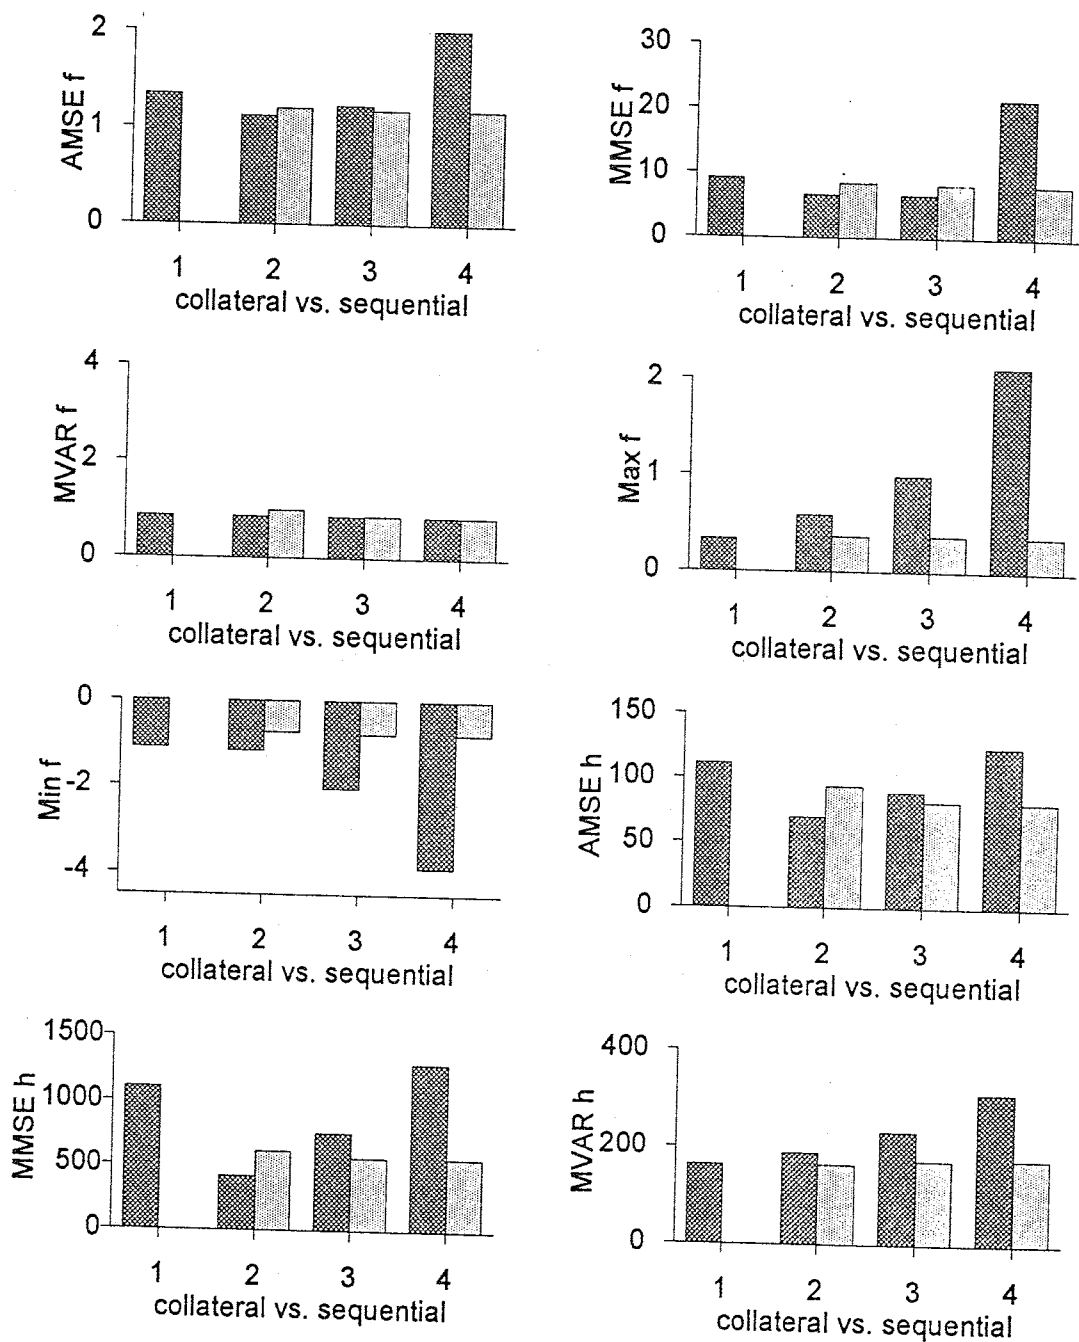 2
1
0
AMSE f
1 2 3 4
collateral vs. sequential
30
20
10
0
MMSE f
1 2 3 4
collateral vs. sequential
4
2
0
MVAR f
1 2 3 4
collateral vs. sequential
2
1
0
Max f
1 2 3 4
collateral vs. sequential
0
-2
-4
Min f
1 2 3 4
collateral vs. sequential
150
100
50
0
AMSE h
1 2 3 4
collateral vs. sequential
1500
1000
500
0
MMSE h
1 2 3 4
collateral vs. sequential
400
200
0
MVAR h
1 2 3 4
collateral vs. sequential